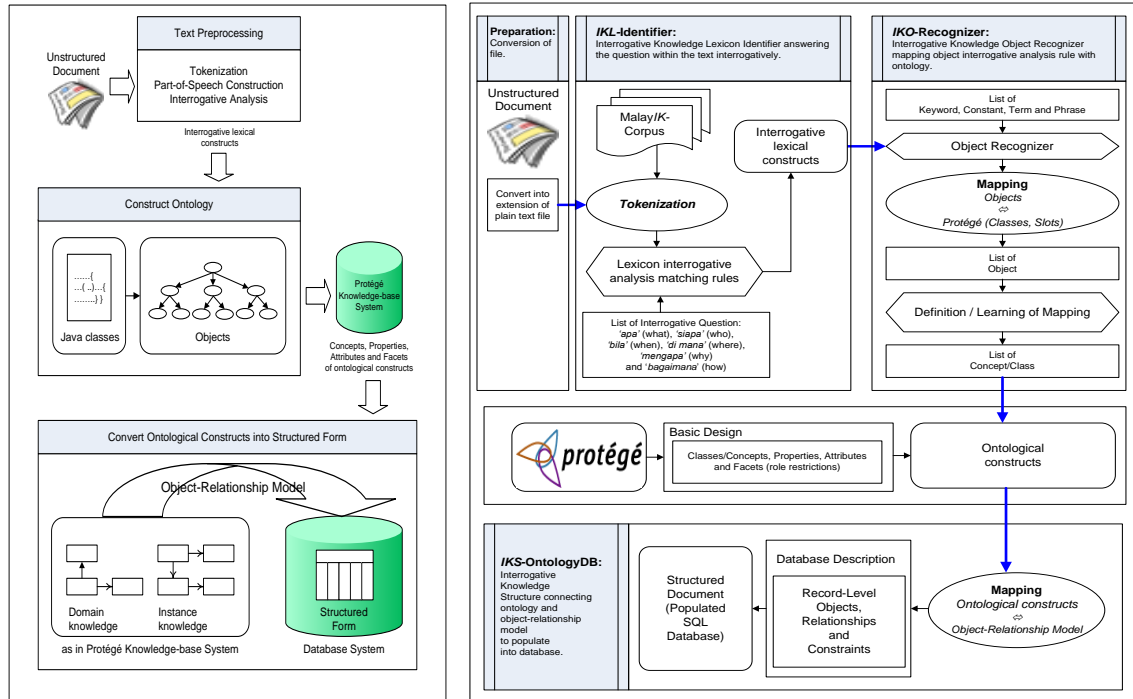 Text Preprocessing
Unstructured
Document
Tokenization
Part-of-Speech Construction
Interrogative Analysis
Interrogative lexical
constructs
Construct Ontology
……{
…( ..)…{
……...} }
Java classes
Objects
Protégé
Knowledge-base
System
Concepts, Properties,
Attributes and Facets
of ontological constructs
Convert Ontological Constructs into Structured Form
Object-Relationship Model
Domain
knowledge
Instance
knowledge
Structured
Form
as in Protégé Knowledge-base System
Database System
Preparation:
Conversion of
file.
Unstructured
Document
Convert into
extension of
plain text file
IKL-Identifier:
Interrogative Knowledge Lexicon Identifier answering
the question within the text interrogatively.
MalayIK-
Corpus
Tokenization
Interrogative
lexical
constructs
Lexicon interrogative
analysis matching rules
List of Interrogative Question:
‘apa’ (what), ‘siapa’ (who),
‘bila’ (when), ‘di mana’ (where),
‘mengapa’ (why)
and ‘bagaimana’ (how)
IKO-Recognizer:
Interrogative Knowledge Object Recognizer
mapping object interrogative analysis rule with
ontology.
List of
Keyword, Constant, Term and Phrase
Object Recognizer
Mapping
Objects
⇔
Protégé (Classes, Slots)
List of
Object
Definition / Learning of Mapping
List of
Concept/Class
protégé
Basic Design
Classes/Concepts, Properties, Attributes
and Facets (role restrictions)
Ontological
constructs
IKS-OntologyDB:
Interrogative
Knowledge
Structure connecting
ontology and
object-relationship
model
to populate
into database.
Structured
Document
(Populated
SQL
Database)
Database Description
Record-Level
Objects,
Relationships
and
Constraints
Mapping
Ontological constructs
⇔
Object-Relationship Model